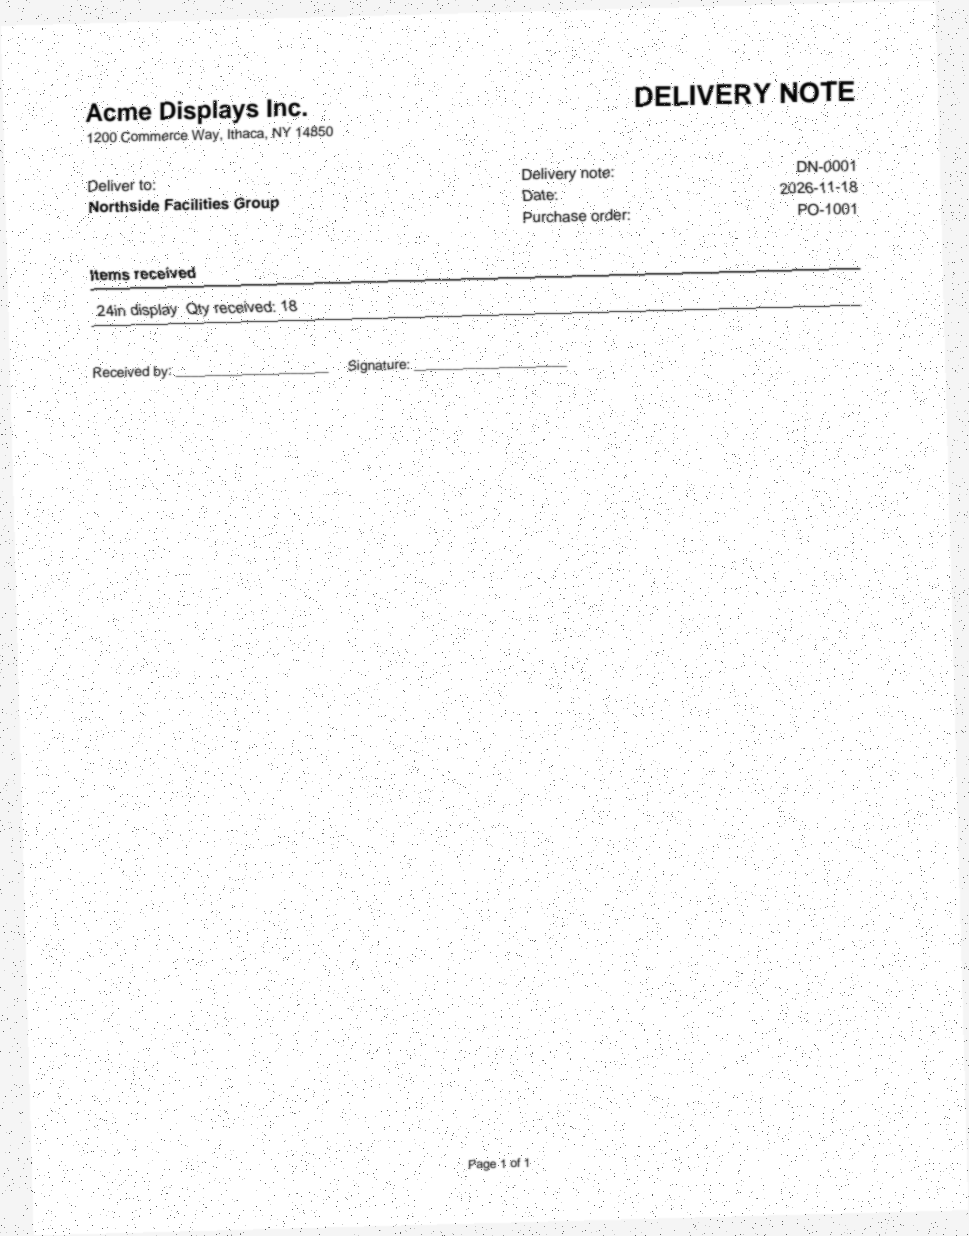 Acme Displays Inc.
1200 Commerce Way, Ithaca, NY 14850
DELIVERY NOTE
Deliver to:
Northside Facilities Group
Delivery note: DN-0001
Date: 2026-11-18
Purchase order: PO-1001
Items received
24in display Qty received: 18
Received by: Signature:
Page 1 of 1